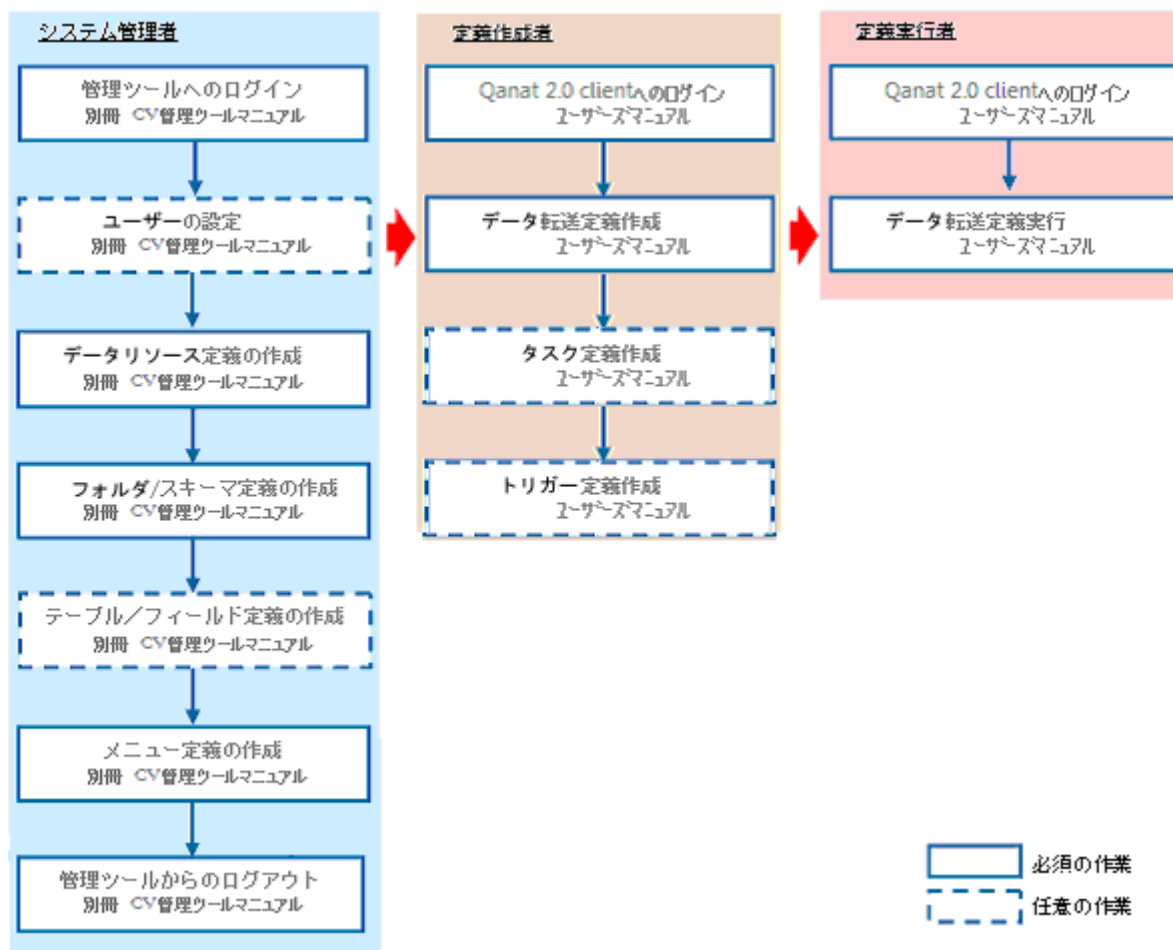 システム管理者
管理ツールへのログイン
別冊 CV管理ツールマニュアル
ユーザーの設定
別冊 CV管理ツールマニュアル
データリソース定義の作成
別冊 CV管理ツールマニュアル
フォルダ/スキーマ定義の作成
別冊 CV管理ツールマニュアル
テーブル／フィールド定義の作成
別冊 CV管理ツールマニュアル
メニュー定義の作成
別冊 CV管理ツールマニュアル
管理ツールからのログアウト
別冊 CV管理ツールマニュアル
定義作成者
Qanat 2.0 clientへのログイン
ユーザーズマニュアル
データ転送定義作成
ユーザーズマニュアル
タスク定義作成
ユーザーズマニュアル
トリガー定義作成
ユーザーズマニュアル
定義実行者
Qanat 2.0 clientへのログイン
ユーザーズマニュアル
データ転送定義実行
ユーザーズマニュアル
必須の作業
任意の作業